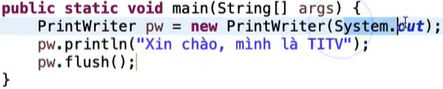 public static void main(String[] args) {
PrintWriter pw = new PrintWriter(System.out);
pw.println("Xin chào, mình là TITV");
pw.flush();
}